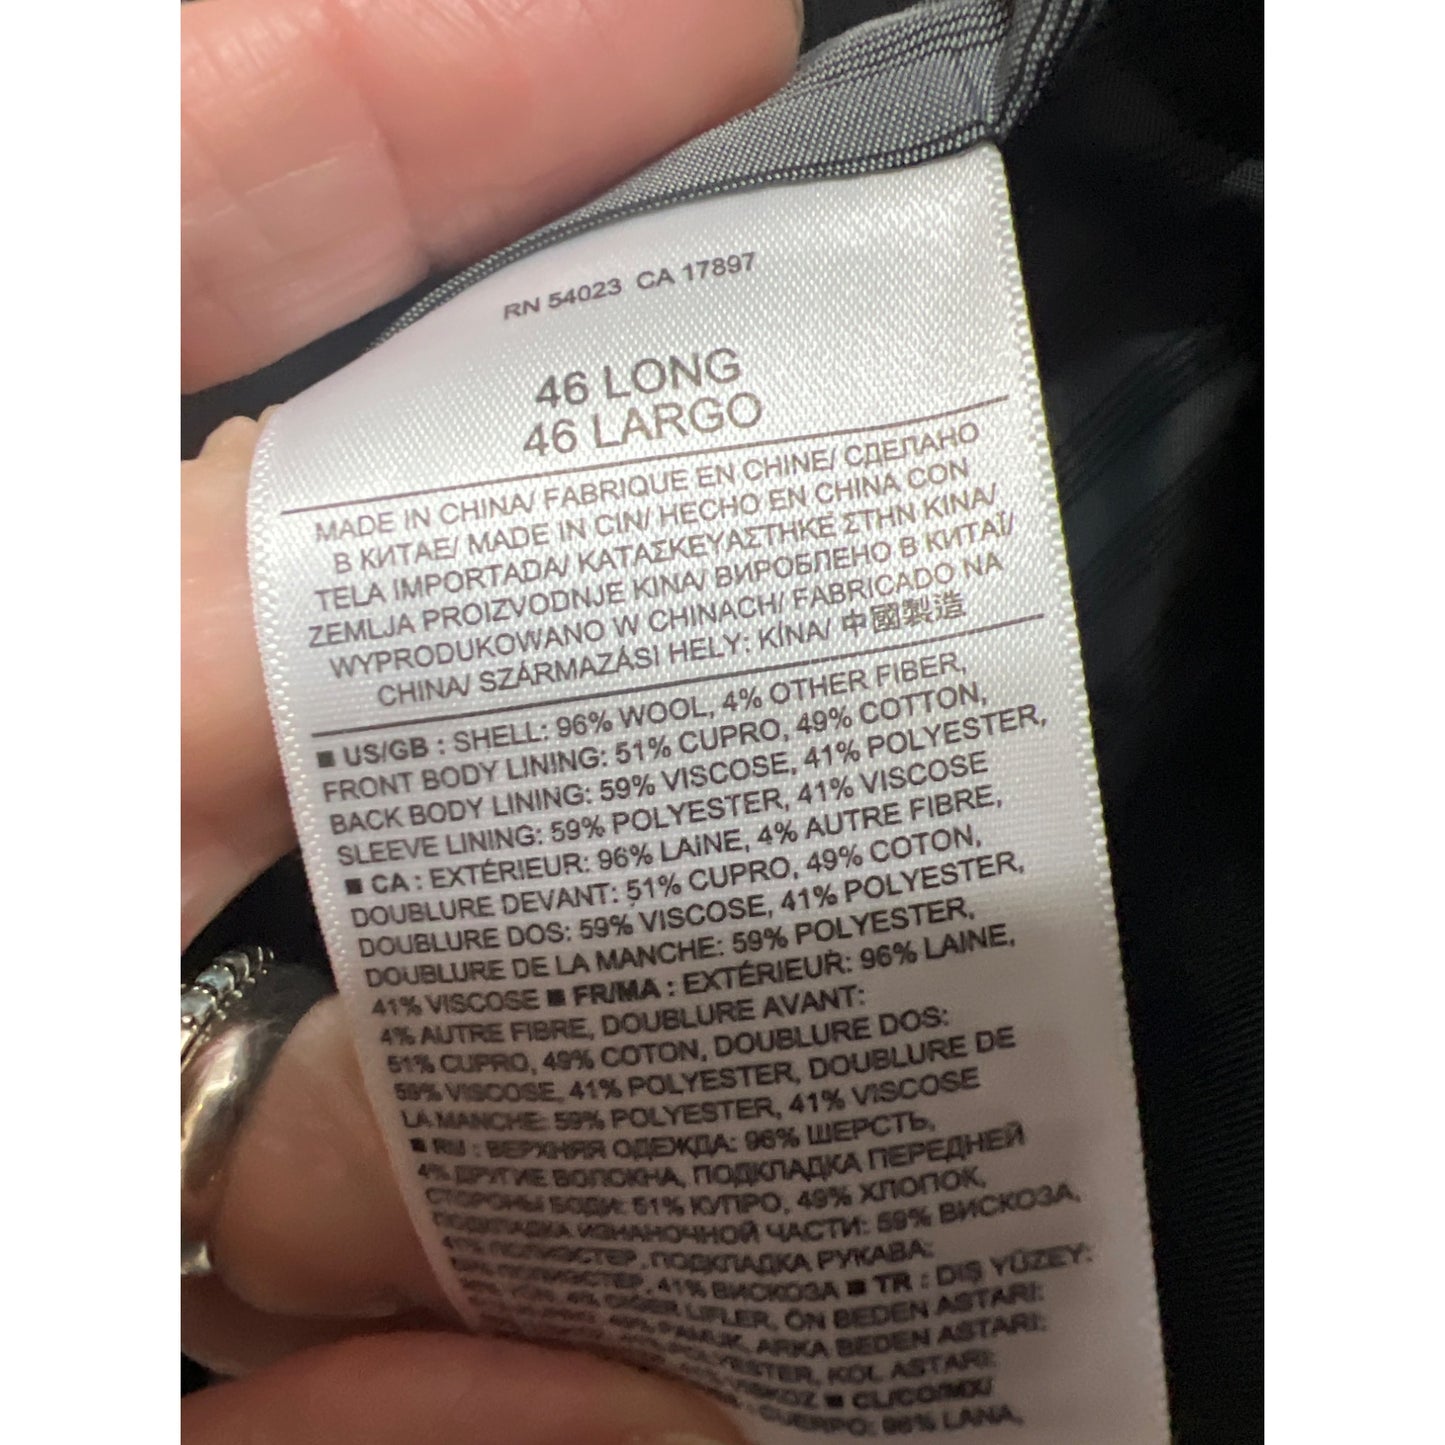 RN 54023 CA 17897
46 LONG
46 LARGO
MADE IN CHINA/ FABRIQUE EN CHINE/ СДЕЛАНО
В КИТАЕ/ MADE IN CIN/ HECHO EN CHINA CON
TELA IMPORTADA/ ΚΑΤΑΣΚΕΥΑΣΤΗΚΕ ΣΤΗΝ ΚΙΝΑ/
ZEMLJA PROIZVODNJE KINA/ ВИРОБЛЕНО В КИТАЇ/
WYPRODUKOWANO W CHINACH/ FABRICADO NA
CHINA/ SZÁRMAZÁSI HELY: KÍNA/ 中國製造
■ US/GB : SHELL: 96% WOOL, 4% OTHER FIBER,
FRONT BODY LINING: 51% CUPRO, 49% COTTON,
BACK BODY LINING: 59% VISCOSE, 41% POLYESTER,
SLEEVE LINING: 59% POLYESTER, 41% VISCOSE
■ CA : EXTÉRIEUR: 96% LAINE, 4% AUTRE FIBRE,
DOUBLURE DEVANT: 51% CUPRO, 49% COTON,
DOUBLURE DOS: 59% VISCOSE, 41% POLYESTER,
DOUBLURE DE LA MANCHE: 59% POLYESTER,
41% VISCOSE ■ FR/MA : EXTÉRIEUR: 96% LAINE,
4% AUTRE FIBRE, DOUBLURE AVANT:
51% CUPRO, 49% COTON, DOUBLURE DOS:
59% VISCOSE, 41% POLYESTER, DOUBLURE DE
LA MANCHE: 59% POLYESTER, 41% VISCOSE
■ RU : ВЕРХНЯЯ ОДЕЖДА: 96% ШЕРСТЬ,
4% ДРУГИЕ ВОЛОКНА, ПОДКЛАДКА ПЕРЕДНЕЙ
СТОРОНЫ БОДИ: 51% КУПРО, 49% ХЛОПОК,
ПОДКЛАДКА ИЗНАНОЧНОЙ ЧАСТИ: 59% ВИСКОЗА,
41% ПОЛИЭСТЕР, ПОДКЛАДКА РУКАВА:
59% ПОЛИЭСТЕР, 41% ВИСКОЗА ■ TR : DIŞ YÜZEY:
4% DİĞER LIFLER, ÖN BEDEN ASTARI:
49% PAMUK, ARKA BEDEN ASTARI:
POLYESTER, KOL ASTARI:
VISKOZ ■ CL/CO/MX/
CUERPO: 96% LANA,